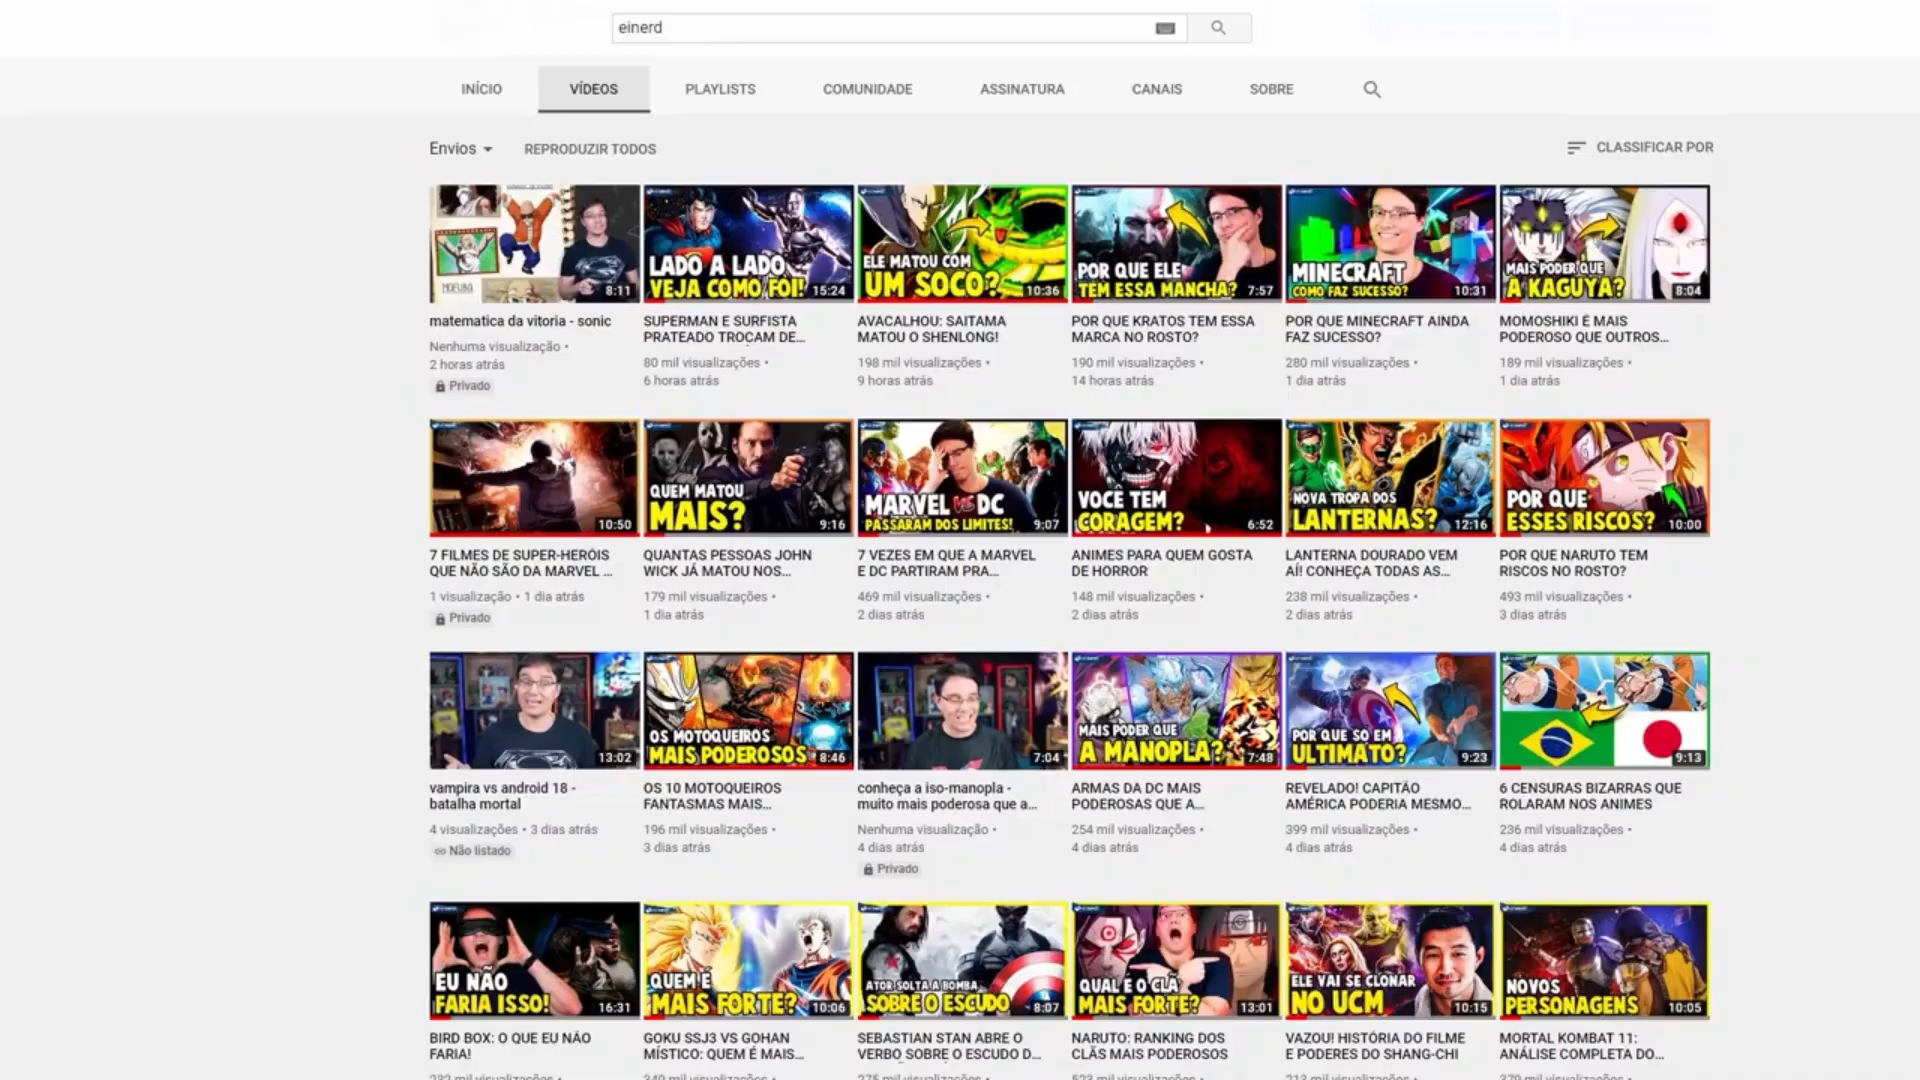 einerd
INÍCIO
VÍDEOS
PLAYLISTS
COMUNIDADE
ASSINATURA
CANAIS
SOBRE
Envios
REPRODUZIR TODOS
CLASSIFICAR POR
MOFUBA
8:11
LADO A LADO
VEJA COMO FOI!
15:24
ELE MATOU COM
UM SOCO?
10:36
POR QUE ELE
TEM ESSA MANCHA?
7:57
MINECRAFT
COMO FAZ SUCESSO?
10:31
MAIS PODER QUE
A KAGUYA?
8:04
matematica da vitoria - sonic
Nenhuma visualização •
2 horas atrás
Privado
SUPERMAN E SURFISTA
PRATEADO TROCAM DE...
80 mil visualizações •
6 horas atrás
AVACALHOU: SAITAMA
MATOU O SHENLONG!
198 mil visualizações •
9 horas atrás
POR QUE KRATOS TEM ESSA
MARCA NO ROSTO?
190 mil visualizações •
14 horas atrás
POR QUE MINECRAFT AINDA
FAZ SUCESSO?
280 mil visualizações •
1 dia atrás
MOMOSHIKI É MAIS
PODEROSO QUE OUTROS...
189 mil visualizações •
1 dia atrás
10:50
QUEM MATOU
MAIS?
9:16
MARVEL VS DC
PASSARAM DOS LIMITES!
9:07
VOCÊ TEM
CORAGEM?
6:52
NOVA TROPA DOS
LANTERNAS?
12:16
POR QUE
ESSES RISCOS?
10:00
7 FILMES DE SUPER-HERÓIS
QUE NÃO SÃO DA MARVEL ...
1 visualização • 1 dia atrás
Privado
QUANTAS PESSOAS JOHN
WICK JÁ MATOU NOS...
179 mil visualizações •
1 dia atrás
7 VEZES EM QUE A MARVEL
E DC PARTIRAM PRA...
469 mil visualizações •
2 dias atrás
ANIMES PARA QUEM GOSTA
DE HORROR
148 mil visualizações •
2 dias atrás
LANTERNA DOURADO VEM
AÍ! CONHEÇA TODAS AS...
238 mil visualizações •
2 dias atrás
POR QUE NARUTO TEM
RISCOS NO ROSTO?
493 mil visualizações •
3 dias atrás
13:02
OS MOTOQUEIROS
MAIS PODEROSOS
8:46
7:04
MAIS PODER QUE
A MANOPLA?
7:48
POR QUE SÓ EM
ULTIMATO?
9:23
9:13
vampira vs android 18 -
batalha mortal
4 visualizações • 3 dias atrás
Não listado
OS 10 MOTOQUEIROS
FANTASMAS MAIS...
196 mil visualizações •
3 dias atrás
conheça a iso-manopla -
muito mais poderosa que a...
Nenhuma visualização •
4 dias atrás
Privado
ARMAS DA DC MAIS
PODEROSAS QUE A...
254 mil visualizações •
4 dias atrás
REVELADO! CAPITÃO
AMÉRICA PODERIA MESMO...
399 mil visualizações •
4 dias atrás
6 CENSURAS BIZARRAS QUE
ROLARAM NOS ANIMES
236 mil visualizações •
4 dias atrás
EU NÃO
FARIA ISSO!
16:31
QUEM É
MAIS FORTE?
10:06
ATOR SOLTA A BOMBA
SOBRE O ESCUDO
8:07
QUAL É O CLÃ
MAIS FORTE?
13:01
ELE VAI SE CLONAR
NO UCM
10:15
NOVOS
PERSONAGENS
10:05
BIRD BOX: O QUE EU NÃO
FARIA!
GOKU SSJ3 VS GOHAN
MÍSTICO: QUEM É MAIS...
SEBASTIAN STAN ABRE O
VERBO SOBRE O ESCUDO D...
NARUTO: RANKING DOS
CLÃS MAIS PODEROSOS
VAZOU! HISTÓRIA DO FILME
E PODERES DO SHANG-CHI
MORTAL KOMBAT 11:
ANÁLISE COMPLETA DO...